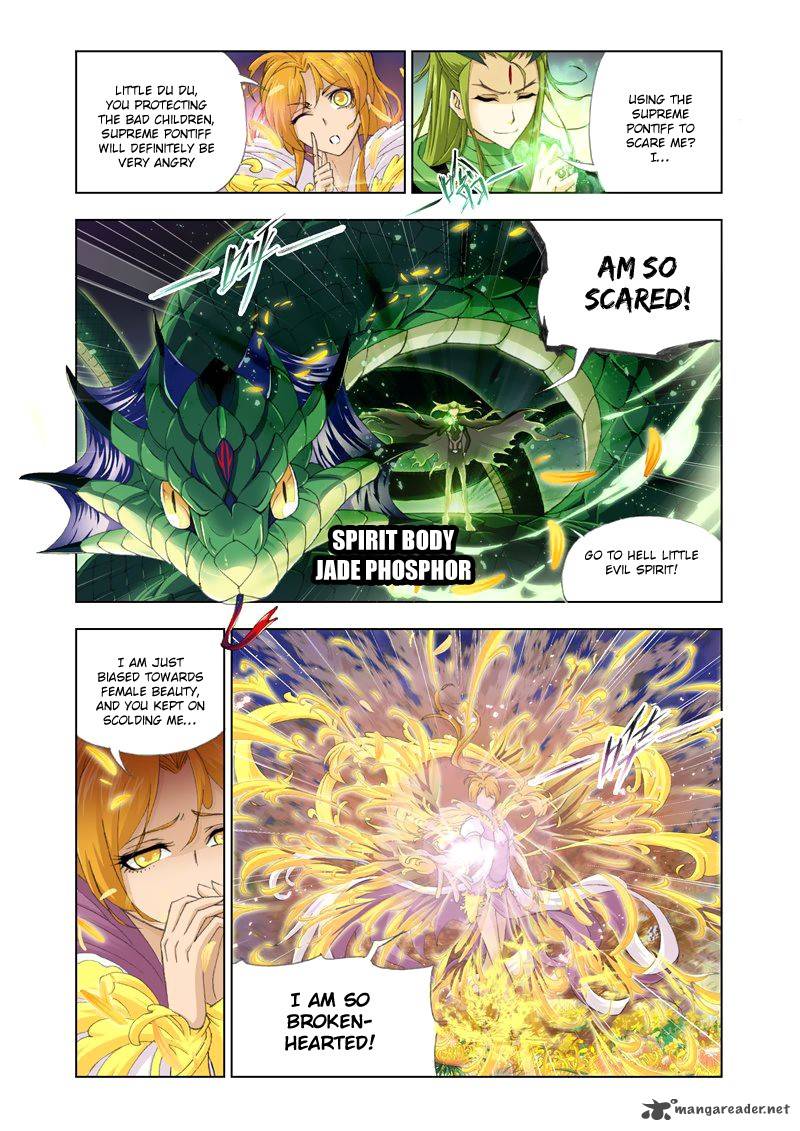 LITTLE DU DU,
YOU PROTECTING
THE BAD CHILDREN,
SUPREME PONTIFF
WILL DEFINITELY BE
VERY ANGRY
USING THE
SUPREME
PONTIFF TO
SCARE ME?
I...
AM SO
SCARED!
SPIRIT BODY
JADE PHOSPHOR
GO TO HELL LITTLE
EVIL SPIRIT!
I AM JUST
BIASED TOWARDS
FEMALE BEAUTY,
AND YOU KEPT ON
SCOLDING ME...
I AM SO
BROKEN-
HEARTED!
mangareader.net